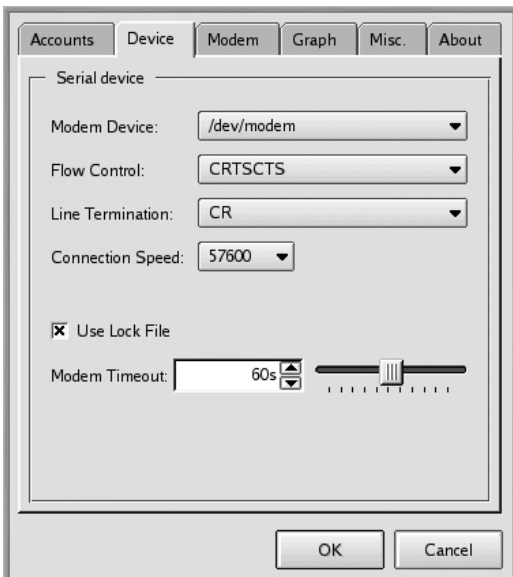 Accounts Device Modem Graph Misc. About
Serial device
Modem Device: /dev/modem
Flow Control: CRTSCTS
Line Termination: CR
Connection Speed: 57600
Use Lock File
Modem Timeout: 60s
OK Cancel